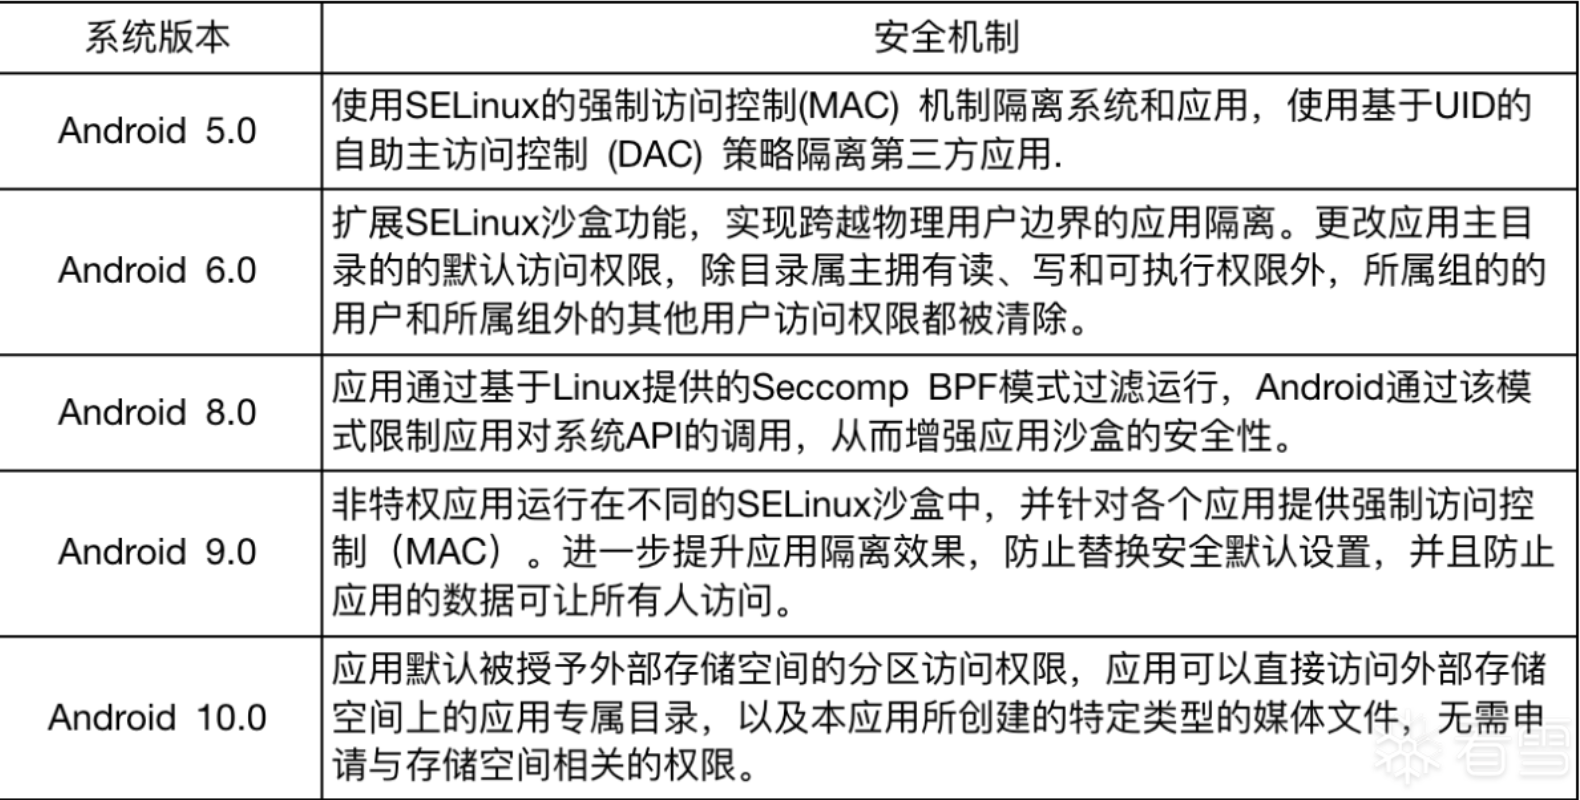 系统版本
安全机制
Android 5.0
使用SELinux的强制访问控制(MAC) 机制隔离系统和应用，使用基于UID的
自助主访问控制 (DAC) 策略隔离第三方应用.
Android 6.0
扩展SELinux沙盒功能，实现跨越物理用户边界的应用隔离。更改应用主目
录的的默认访问权限，除目录属主拥有读、写和可执行权限外，所属组的的
用户和所属组外的其他用户访问权限都被清除。
Android 8.0
应用通过基于Linux提供的Seccomp BPF模式过滤运行，Android通过该模
式限制应用对系统API的调用，从而增强应用沙盒的安全性。
Android 9.0
非特权应用运行在不同的SELinux沙盒中，并针对各个应用提供强制访问控
制（MAC）。进一步提升应用隔离效果，防止替换安全默认设置，并且防止
应用的数据可让所有人访问。
Android 10.0
应用默认被授予外部存储空间的分区访问权限，应用可以直接访问外部存储
空间上的应用专属目录，以及本应用所创建的特定类型的媒体文件，无需申
请与存储空间相关的权限。
看雪